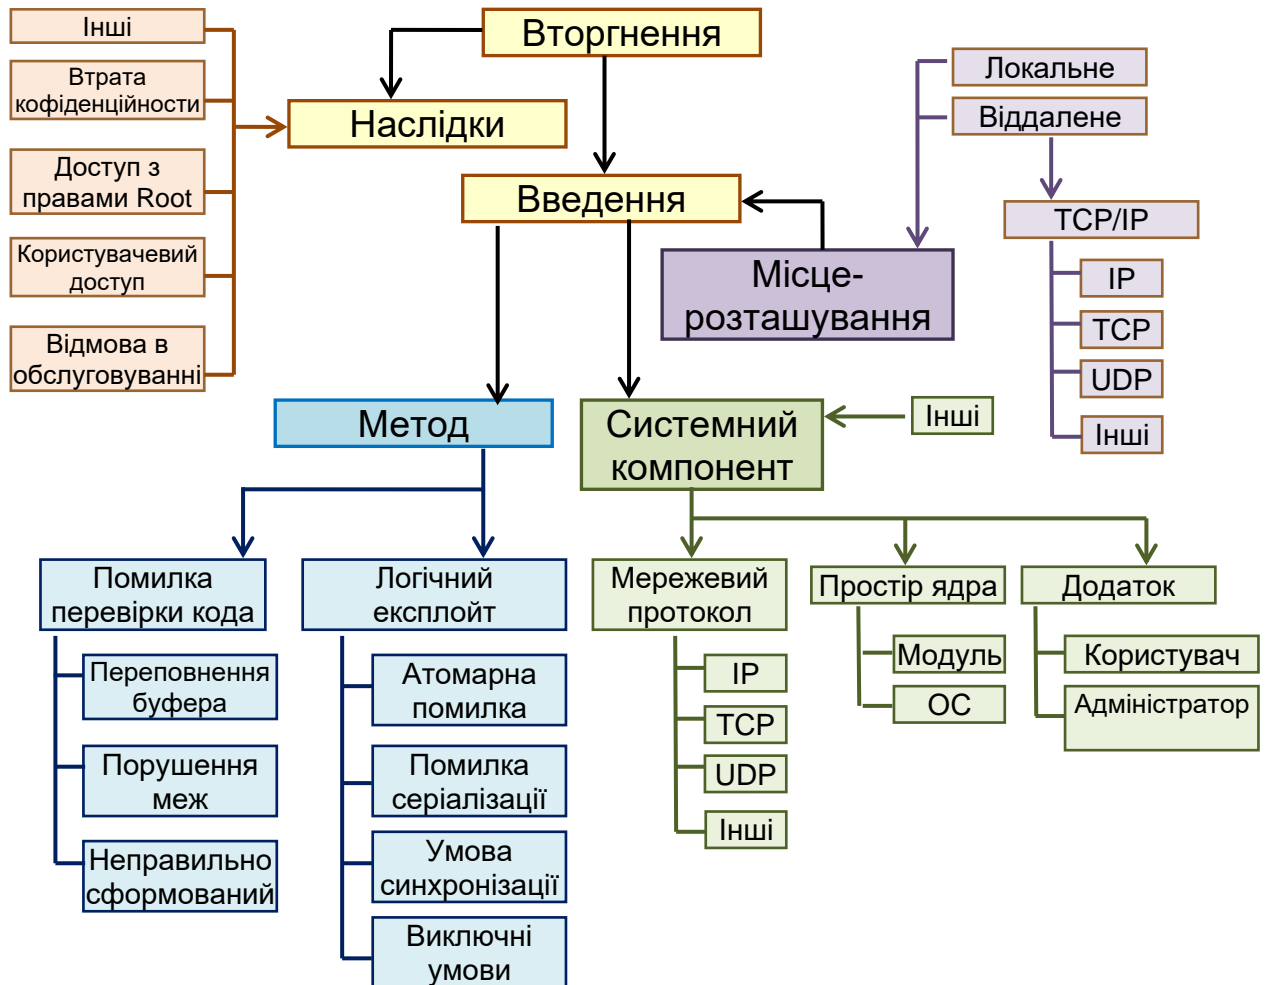 Вторгнення
Наслідки
Інші
Втрата
кофіденційности
Доступ з
правами Root
Користувачевий
доступ
Відмова в
обслуговуванні
Введення
Місце-
розташування
Локальне
Віддалене
TCP/IP
IP
TCP
UDP
Інші
Метод
Помилка
перевірки кода
Переповнення
буфера
Порушення
меж
Неправильно
сформований
Логічний
експлойт
Атомарна
помилка
Помилка
серіалізації
Умова
синхронізації
Виключні
умови
Системний
компонент
Інші
Мережевий
протокол
IP
TCP
UDP
Інші
Простір ядра
Модуль
ОС
Додаток
Користувач
Адміністратор